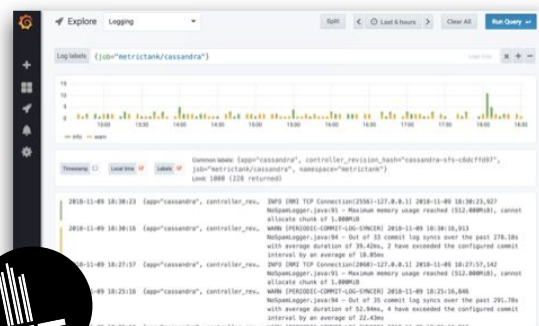 Explore Logging Split Last 6 hours Clear All Run Query
Log labels {job="metrictank/cassandra"}
15
10
5
0
13:00 13:30 14:00 14:30 15:00 15:30 16:00 16:30 17:00 17:30 18:00 18:30
info warn
Common labels: {app="cassandra", controller_revision_hash="cassandra-sfs-c6dcffd97",
Timestamp Local time Labels job="metrictank/cassandra", namespace="metrictank"}
Limit: 1000 (228 returned)
2018-11-09 18:30:23 {app="cassandra", controller_rev… INFO [RMI TCP Connection(2556)-127.0.0.1] 2018-11-09 18:30:23,927
NoSpamLogger.java:91 - Maximum memory usage reached (512.000MiB), cannot
allocate chunk of 1.000MiB
2018-11-09 18:30:16 {app="cassandra", controller_rev… WARN [PERIODIC-COMMIT-LOG-SYNCER] 2018-11-09 18:30:16,913
NoSpamLogger.java:94 - Out of 33 commit log syncs over the past 278.18s
with average duration of 39.42ms, 2 have exceeded the configured commit
interval by an average of 18.05ms
2018-11-09 18:27:57 {app="cassandra", controller_rev… INFO [RMI TCP Connection(2060)-127.0.0.1] 2018-11-09 18:27:57,142
NoSpamLogger.java:91 - Maximum memory usage reached (512.000MiB), cannot
allocate chunk of 1.000MiB
-09 18:25:16 {app="cassandra", controller_rev… WARN [PERIODIC-COMMIT-LOG-SYNCER] 2018-11-09 18:25:16,646
NoSpamLogger.java:94 - Out of 35 commit log syncs over the past 291.70s
with average duration of 52.94ms, 4 have exceeded the configured commit
interval by an average of 22.43ms